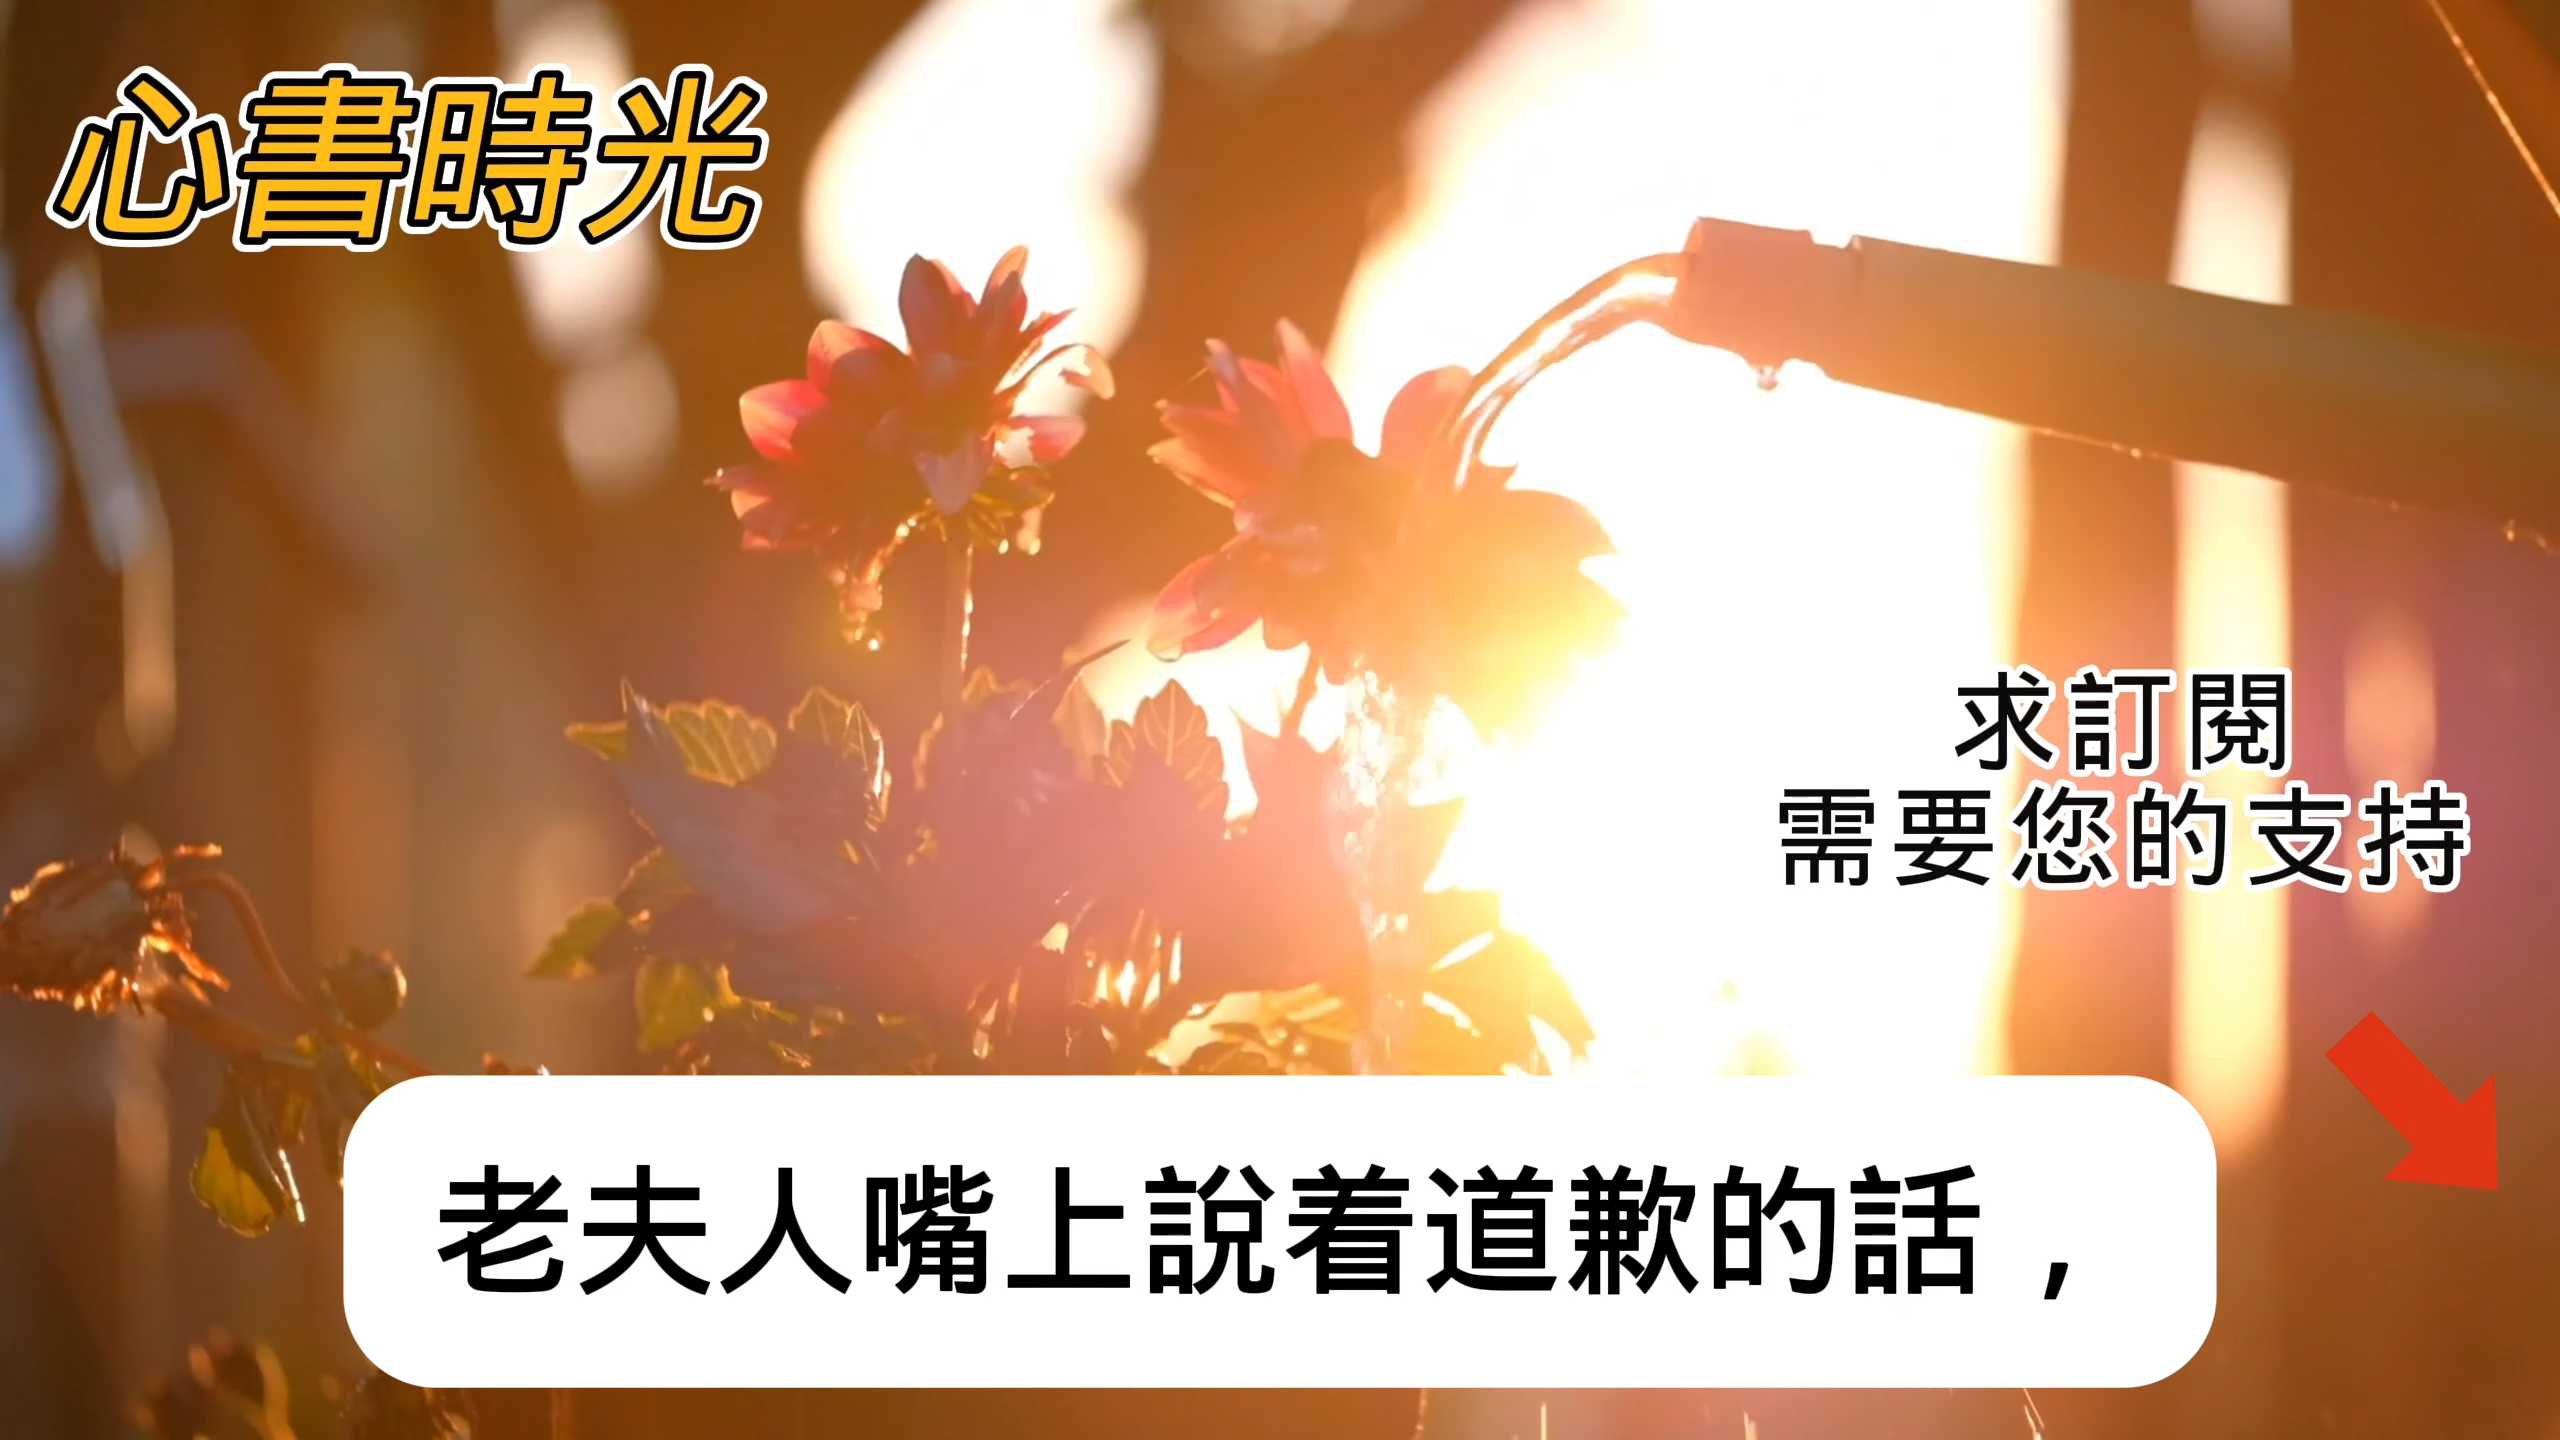 心書時光
求訂閱
需要您的支持
老夫人嘴上說着道歉的話，